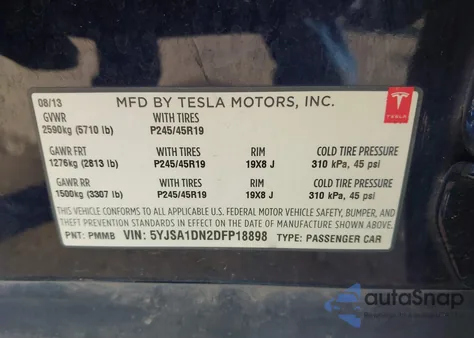 08/13 MFD BY TESLA MOTORS, INC.
GVWR WITH TIRES
2590kg (5710 lb) P245/45R19
TESLA
GAWR FRT WITH TIRES RIM COLD TIRE PRESSURE
1276kg (2813 lb) P245/45R19 19X8 J 310 kPa, 45 psi
GAWR RR WITH TIRES RIM COLD TIRE PRESSURE
1500kg (3307 lb) P245/45R19 19X8 J 310 kPa, 45 psi
THIS VEHICLE CONFORMS TO ALL APPLICABLE U.S. FEDERAL MOTOR VEHICLE SAFETY, BUMPER, AND
THEFT PREVENTION STANDARDS IN EFFECT ON THE DATE OF MANUFACTURE SHOWN ABOVE.
PNT: PMMB VIN: 5YJSA1DN2DFP18898 TYPE: PASSENGER CAR
autoSnap